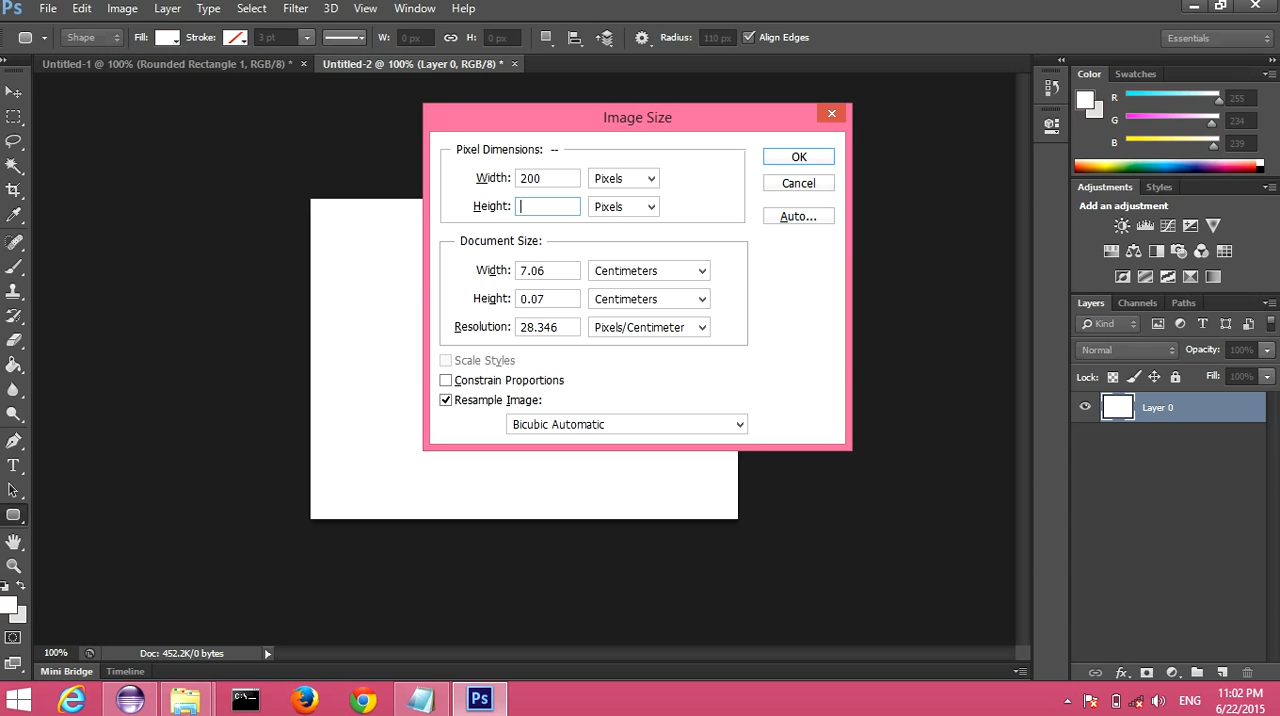 Ps File Edit Image Layer Type Select Filter 3D View Window Help
Shape Fill: Stroke: 3 pt W: 0 px H: 0 px Radius: 110 px Align Edges Essentials
Untitled-1 @ 100% (Rounded Rectangle 1, RGB/8) * × Untitled-2 @ 100% (Layer 0, RGB/8) * ×
Image Size
Pixel Dimensions: --
Width: 200 Pixels
Height: Pixels
Document Size:
Width: 7.06 Centimeters
Height: 0.07 Centimeters
Resolution: 28.346 Pixels/Centimeter
Scale Styles
Constrain Proportions
Resample Image:
Bicubic Automatic
OK
Cancel
Auto...
Color Swatches
R 255
G 234
B 239
Adjustments Styles
Add an adjustment
Layers Channels Paths
Kind
Normal Opacity: 100%
Lock: Fill: 100%
Layer 0
100% Doc: 452.2K/0 bytes
Mini Bridge Timeline
C:\.
Ps
ENG
11:02 PM
6/22/2015